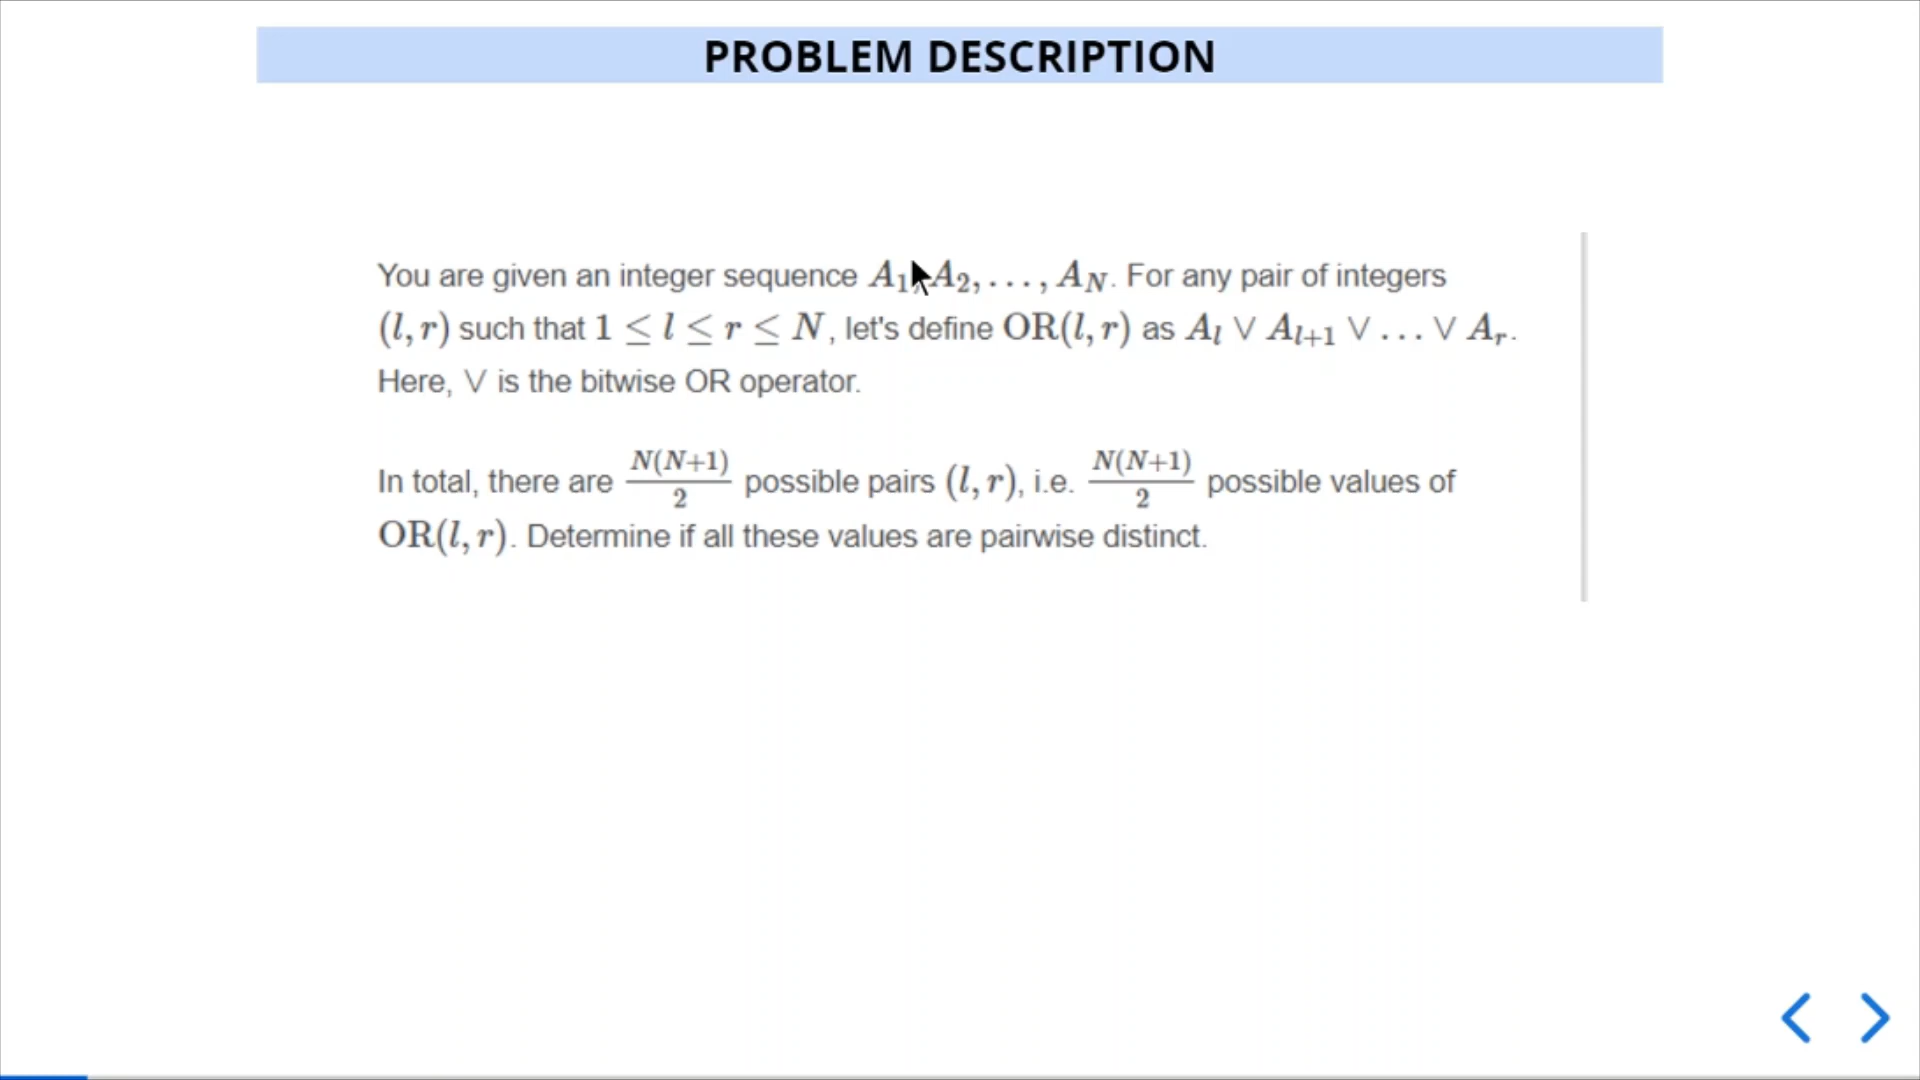 PROBLEM DESCRIPTION
You are given an integer sequence A₁, A₂, . . . , A_N. For any pair of integers
(l, r) such that 1 ≤ l ≤ r ≤ N, let's define OR(l, r) as A_l ∨ A_{l+1} ∨ . . . ∨ A_r.
Here, ∨ is the bitwise OR operator.
In total, there are N(N+1)/2 possible pairs (l, r), i.e. N(N+1)/2 possible values of
OR(l, r). Determine if all these values are pairwise distinct.